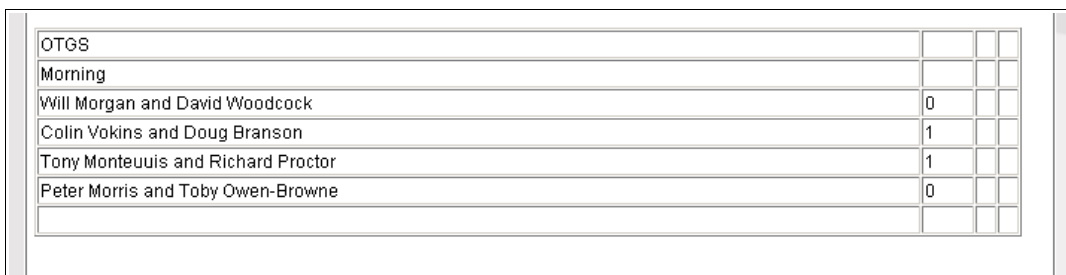 OTGS
Morning
Will Morgan and David Woodcock 0
Colin Vokins and Doug Branson 1
Tony Monteuuis and Richard Proctor 1
Peter Morris and Toby Owen-Browne 0